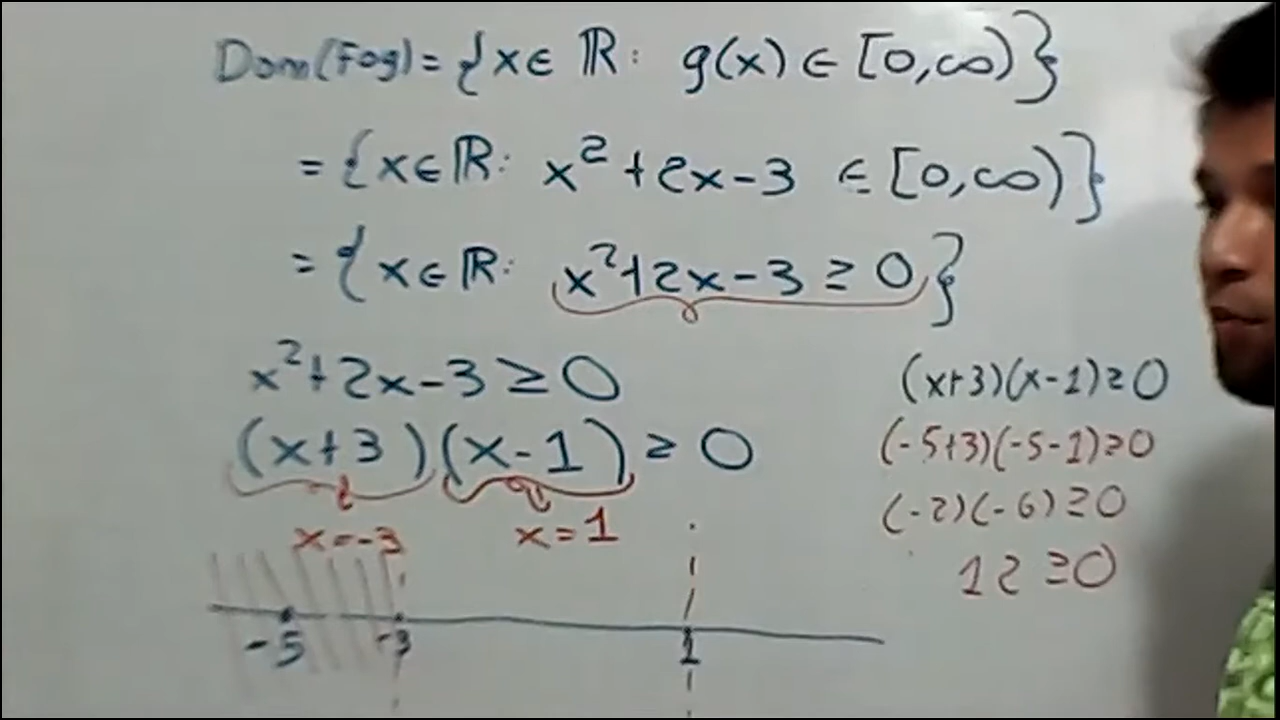 Dom(Fog) = {x∈ℝ: g(x) ∈ [0,∞)}
= {x∈ℝ: x²+2x-3 ∈ [0,∞)}
= {x∈ℝ: x²+2x-3 ≥ 0}
x²+2x-3 ≥ 0
(x+3)(x-1) ≥ 0
x=-3 x=1
-5 -3 1
(x+3)(x-1) ≥ 0
(-5+3)(-5-1) ≥ 0
(-2)(-6) ≥ 0
12 ≥ 0